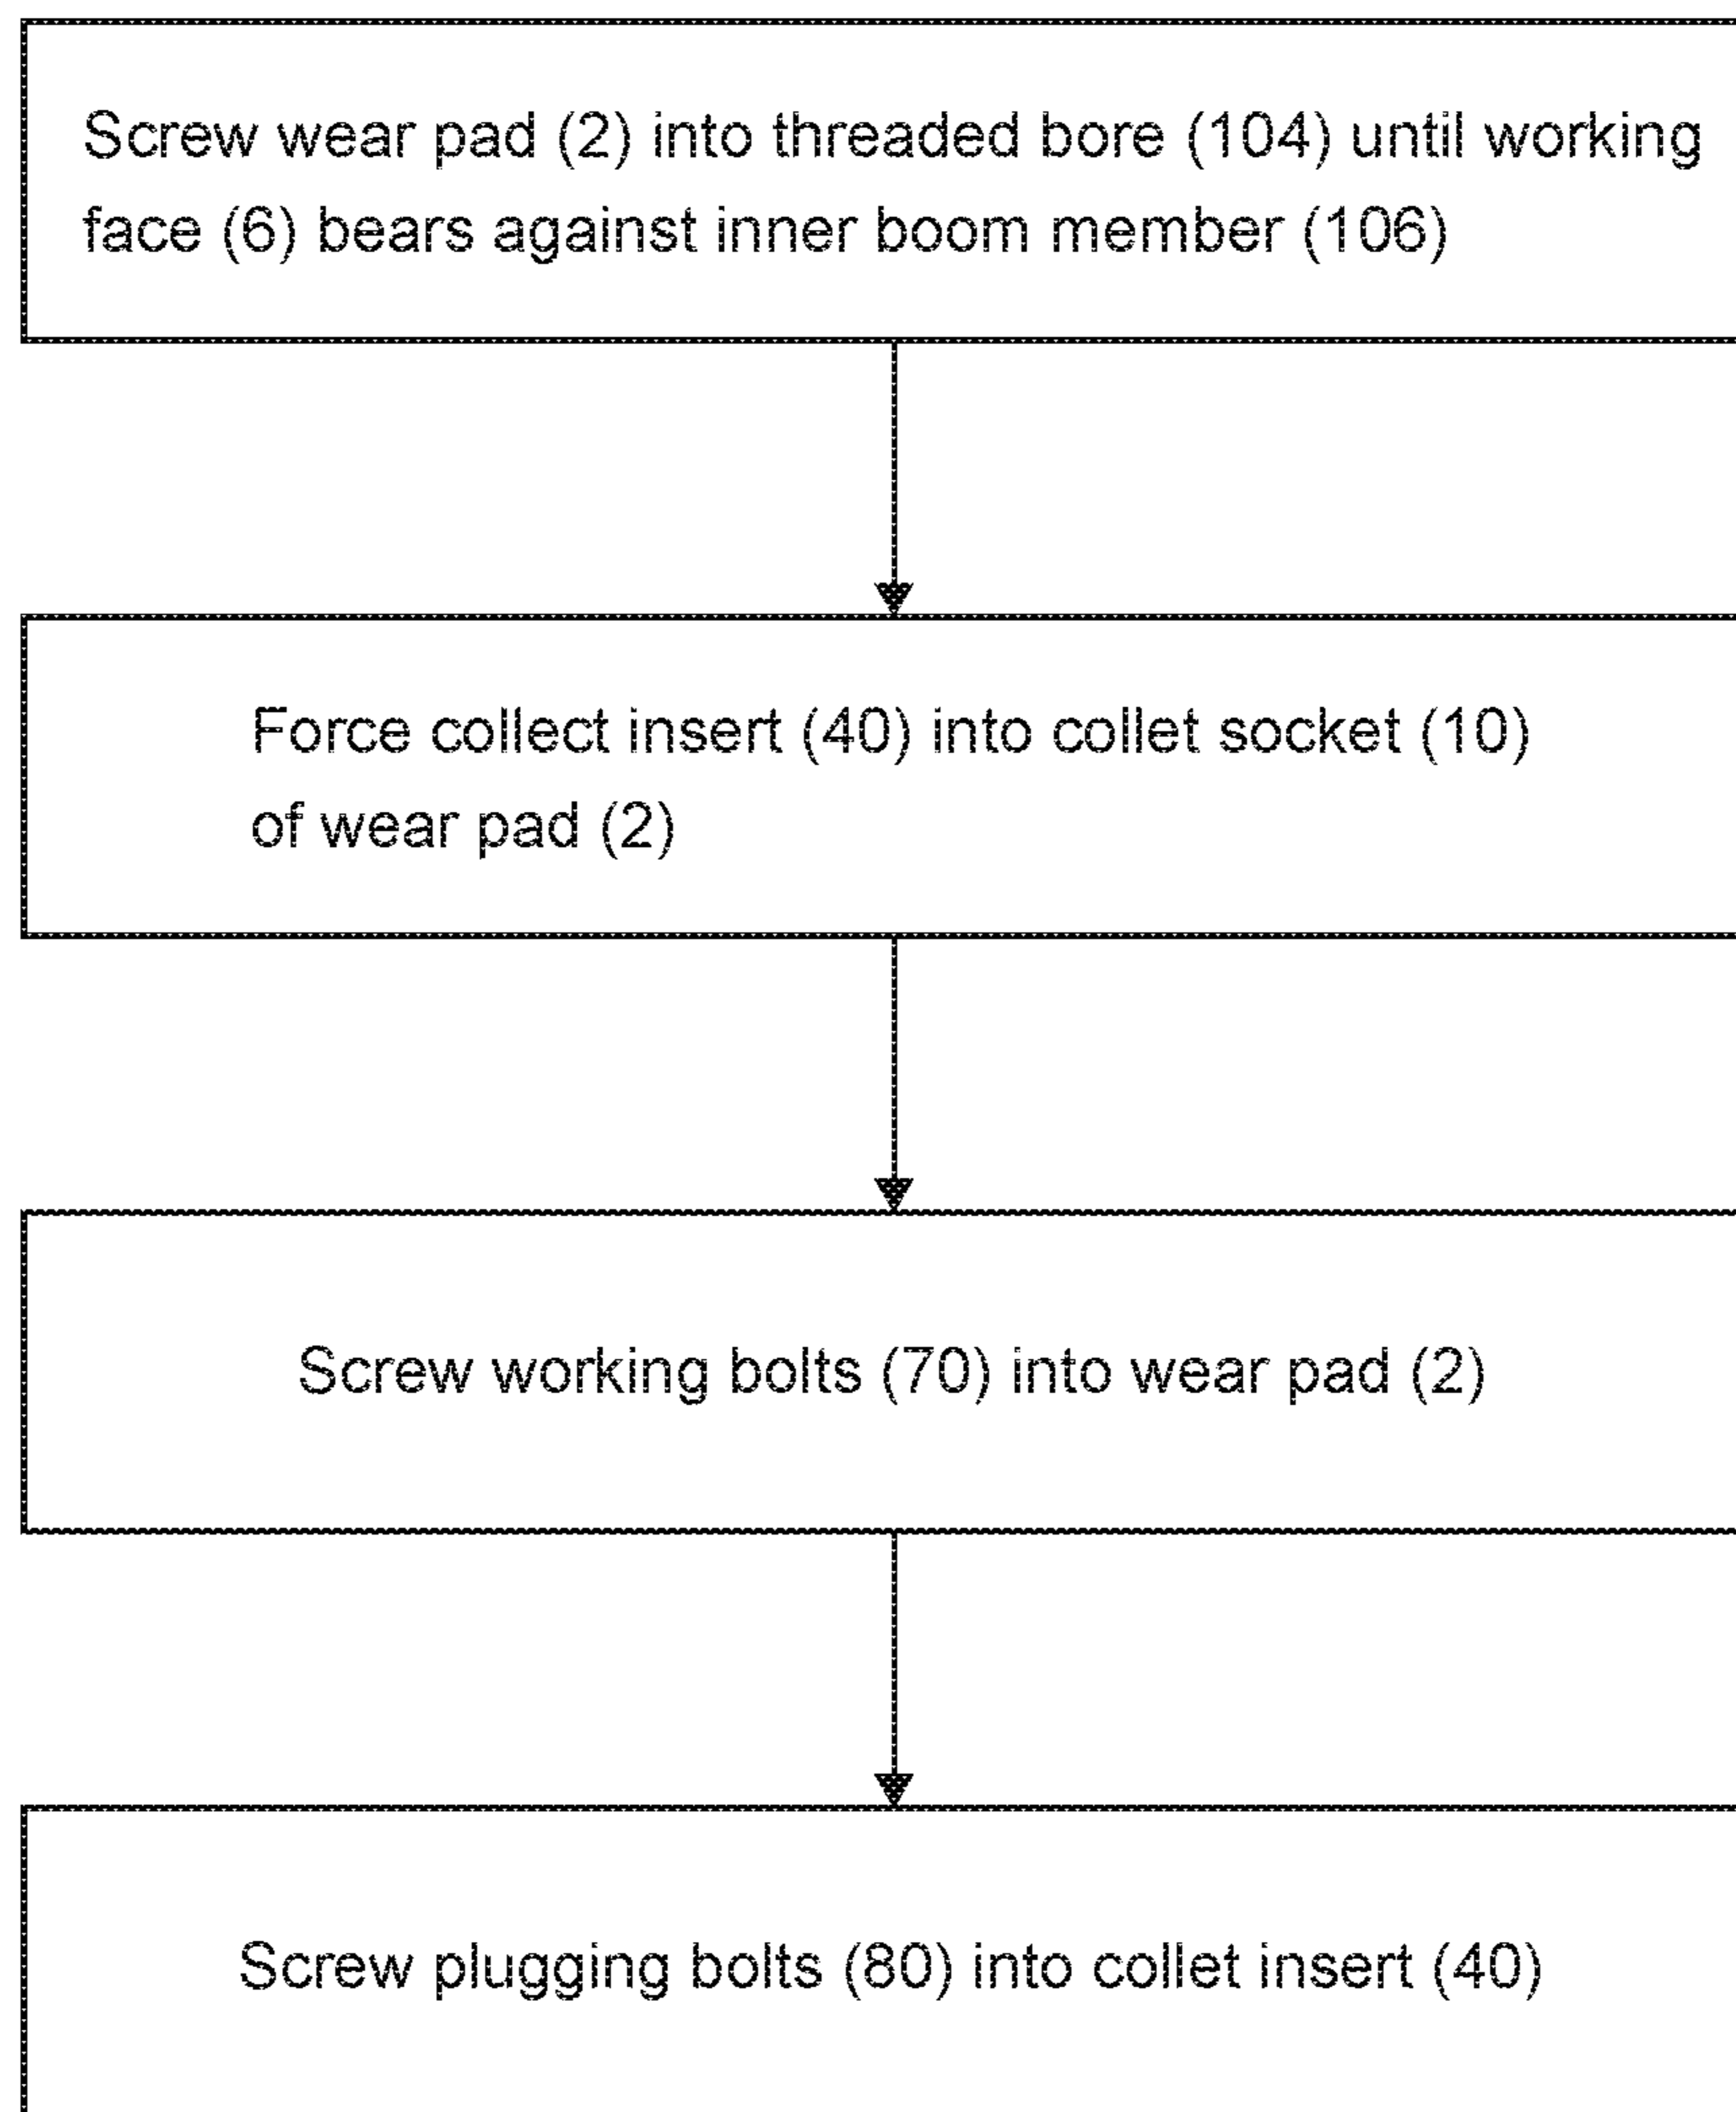 Screw wear pad (2) into threaded bore (104) until working
face (6) bears against inner boom member (106)
Force collect insert (40) into collet socket (10)
of wear pad (2)
Screw working bolts (70) into wear pad (2)
Screw plugging bolts (80) into collet insert (40)